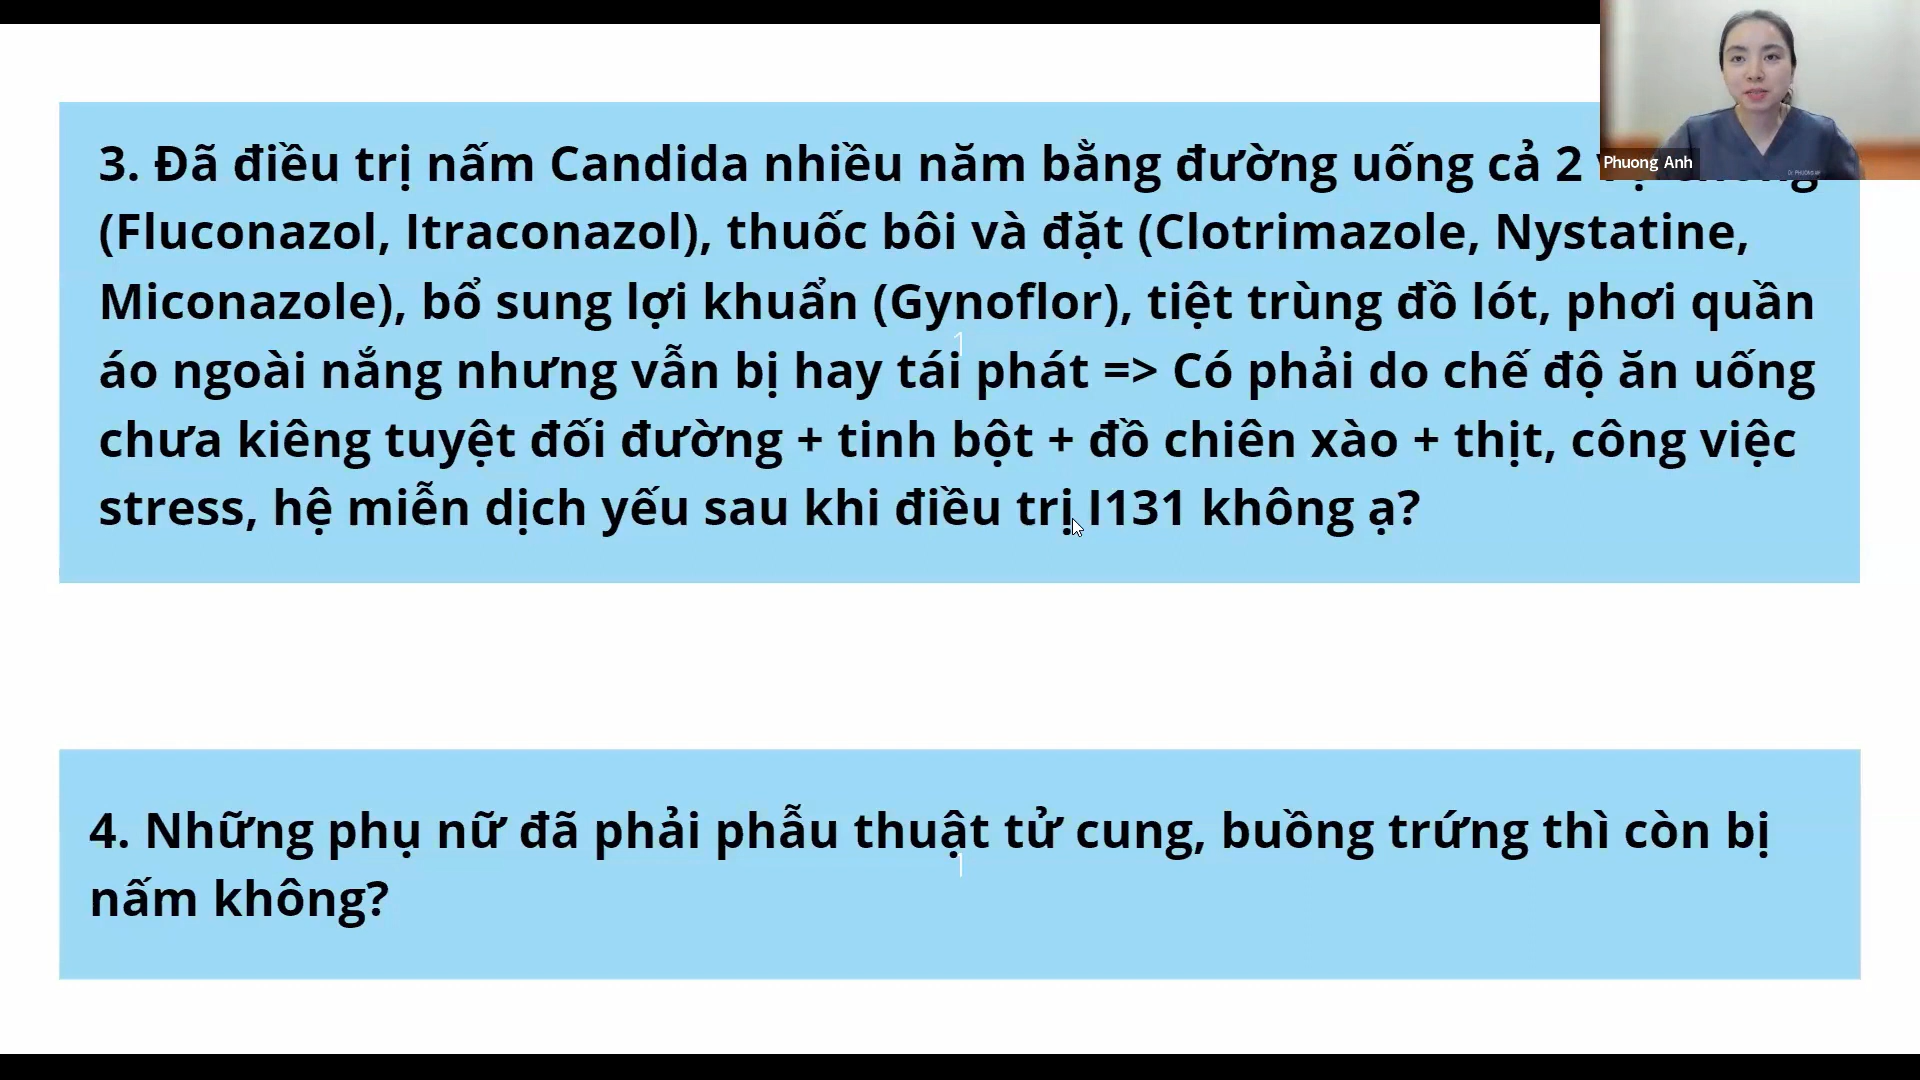 3. Đã điều trị nấm Candida nhiều năm bằng đường uống cả 2
(Fluconazol, Itraconazol), thuốc bôi và đặt (Clotrimazole, Nystatine,
Miconazole), bổ sung lợi khuẩn (Gynoflor), tiệt trùng đồ lót, phơi quần
áo ngoài nắng nhưng vẫn bị hay tái phát => Có phải do chế độ ăn uống
chưa kiêng tuyệt đối đường + tinh bột + đồ chiên xào + thịt, công việc
stress, hệ miễn dịch yếu sau khi điều trị I131 không ạ?
1
4. Những phụ nữ đã phải phẫu thuật tử cung, buồng trứng thì còn bị
nấm không?
1
Phuong Anh